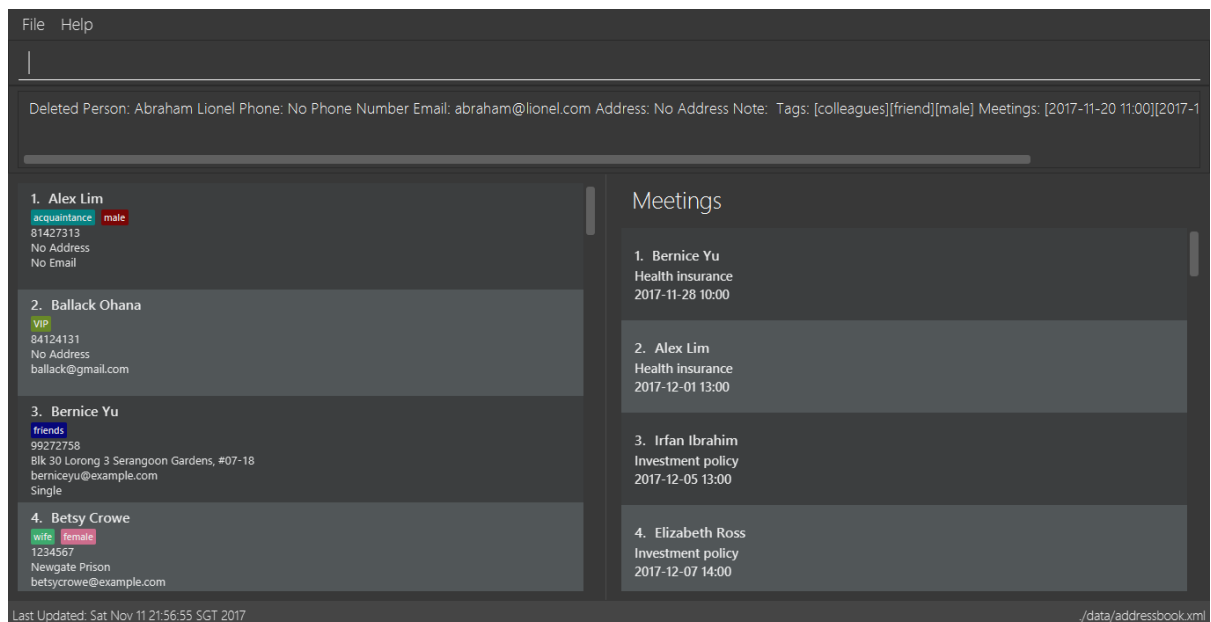 File Help
Deleted Person: Abraham Lionel Phone: No Phone Number Email: abraham@lionel.com Address: No Address Note: Tags: [colleagues][friend][male] Meetings: [2017-11-20 11:00][2017-1
1. Alex Lim
acquaintance male
81427313
No Address
No Email
2. Ballack Ohana
VIP
84124131
No Address
ballack@gmail.com
3. Bernice Yu
friends
99272758
Blk 30 Lorong 3 Serangoon Gardens, #07-18
berniceyu@example.com
Single
4. Betsy Crowe
wife female
1234567
Newgate Prison
betsycrowe@example.com
Meetings
1. Bernice Yu
Health insurance
2017-11-28 10:00
2. Alex Lim
Health insurance
2017-12-01 13:00
3. Irfan Ibrahim
Investment policy
2017-12-05 13:00
4. Elizabeth Ross
Investment policy
2017-12-07 14:00
Last Updated: Sat Nov 11 21:56:55 SGT 2017
./data/addressbook.xml